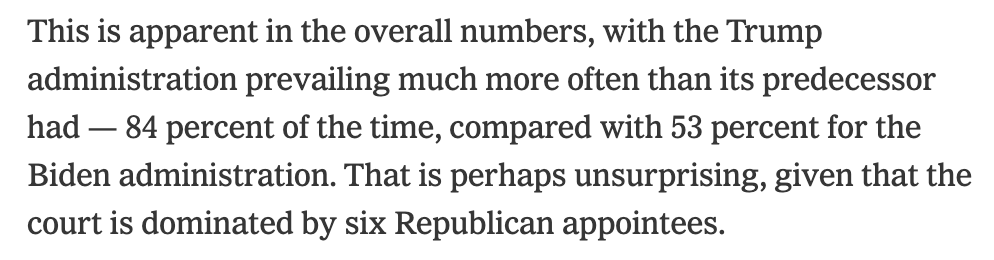 This is apparent in the overall numbers, with the Trump
administration prevailing much more often than its predecessor
had — 84 percent of the time, compared with 53 percent for the
Biden administration. That is perhaps unsurprising, given that the
court is dominated by six Republican appointees.